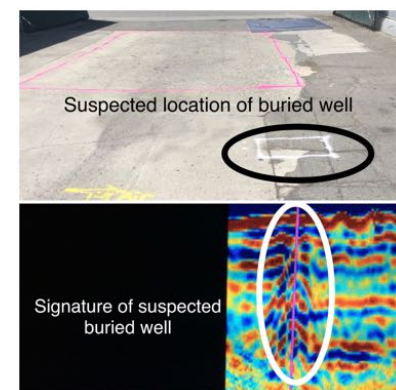 Suspected location of buried well
Signature of suspected
buried well